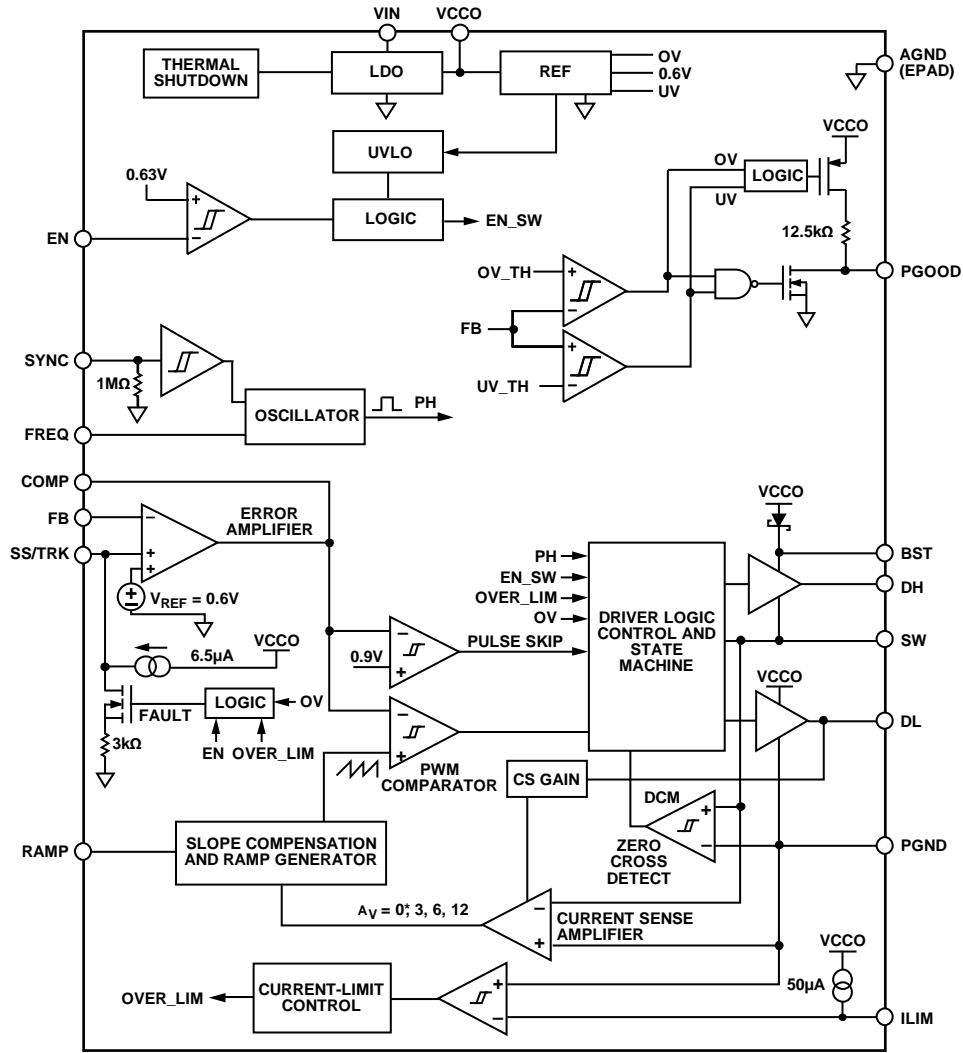 VIN
VCCO
THERMAL
SHUTDOWN
LDO
REF
OV
0.6V
UV
AGND
(EPAD)
UVLO
VCCO
OV
LOGIC
UV
0.63V
+
−
LOGIC
EN_SW
EN
12.5kΩ
OV_TH
+
−
PGOOD
FB
+
−
UV_TH
SYNC
1MΩ
OSCILLATOR
PH
FREQ
COMP
FB
−
ERROR
AMPLIFIER
VCCO
SS/TRK
+
+
BST
PH
EN_SW
OVER_LIM
OV
DH
VREF = 0.6V
DRIVER LOGIC
CONTROL AND
STATE
MACHINE
SW
VCCO
6.5µA
−
0.9V
+
PULSE SKIP
VCCO
FAULT
LOGIC
OV
−
+
DL
3kΩ
EN
OVER_LIM
PWM
COMPARATOR
CS GAIN
DCM
+
−
RAMP
SLOPE COMPENSATION
AND RAMP GENERATOR
ZERO
CROSS
DETECT
PGND
AV = 0*, 3, 6, 12
−
+
CURRENT SENSE
AMPLIFIER
VCCO
OVER_LIM
CURRENT-LIMIT
CONTROL
+
−
50µA
ILIM